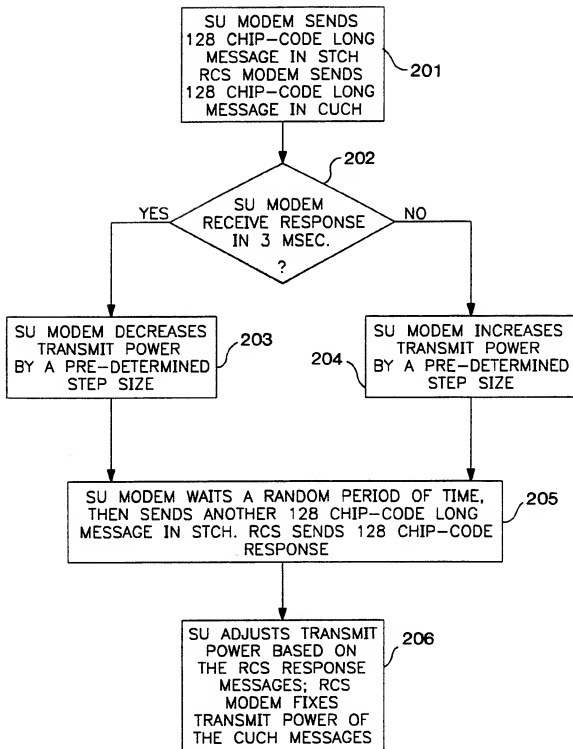 SU MODEM SENDS
128 CHIP-CODE LONG
MESSAGE IN STCH
RCS MODEM SENDS
128 CHIP-CODE LONG
MESSAGE IN CUCH
201
202
SU MODEM
RECEIVE RESPONSE
IN 3 MSEC.
?
YES
NO
SU MODEM DECREASES
TRANSMIT POWER
BY A PRE-DETERMINED
STEP SIZE
203
SU MODEM INCREASES
TRANSMIT POWER
BY A PRE-DETERMINED
STEP SIZE
204
SU MODEM WAITS A RANDOM PERIOD OF TIME,
THEN SENDS ANOTHER 128 CHIP-CODE LONG
MESSAGE IN STCH. RCS SENDS 128 CHIP-CODE
RESPONSE
205
SU ADJUSTS TRANSMIT
POWER BASED ON
THE RCS RESPONSE
MESSAGES; RCS
MODEM FIXES
TRANSMIT POWER OF
THE CUCH MESSAGES
206